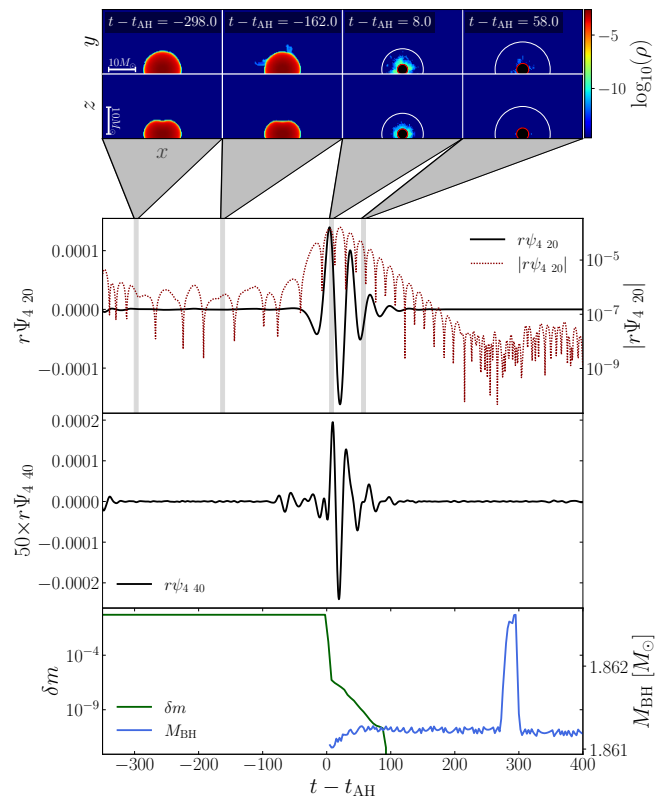 t − t_AH = −298.0 t − t_AH = −162.0 t − t_AH = 8.0 t − t_AH = 58.0
y
10M⊙
z
10M⊙
x
−5
−10
log₁₀(ρ)
0.0001
0.0000
−0.0001
rΨ₄ ₂₀
rψ₄ ₂₀
|rψ₄ ₂₀|
10⁻⁵
10⁻⁷
10⁻⁹
|rΨ₄ ₂₀|
0.0002
0.0001
0.0000
−0.0001
−0.0002
50×rΨ₄ ₄₀
rψ₄ ₄₀
10⁻⁴
10⁻⁹
δm
δm
M_BH
1.862
1.861
M_BH [M⊙]
−300 −200 −100 0 100 200 300 400
t − t_AH